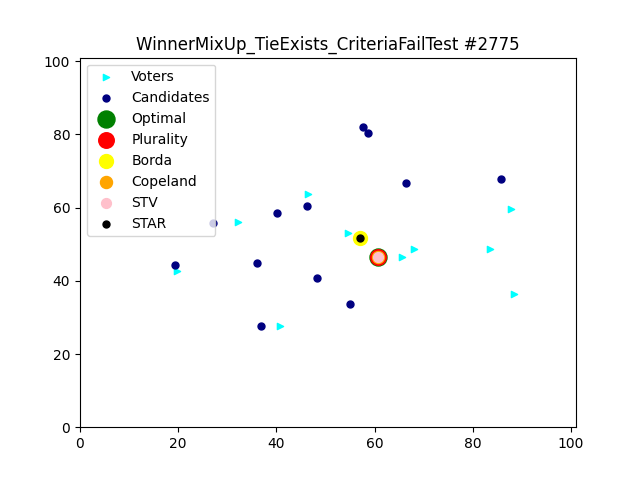 WinnerMixUp_TieExists_CriteriaFailTest #2775
100
80
60
40
20
0
Voters
Candidates
Optimal
Plurality
Borda
Copeland
STV
STAR
0 20 40 60 80 100